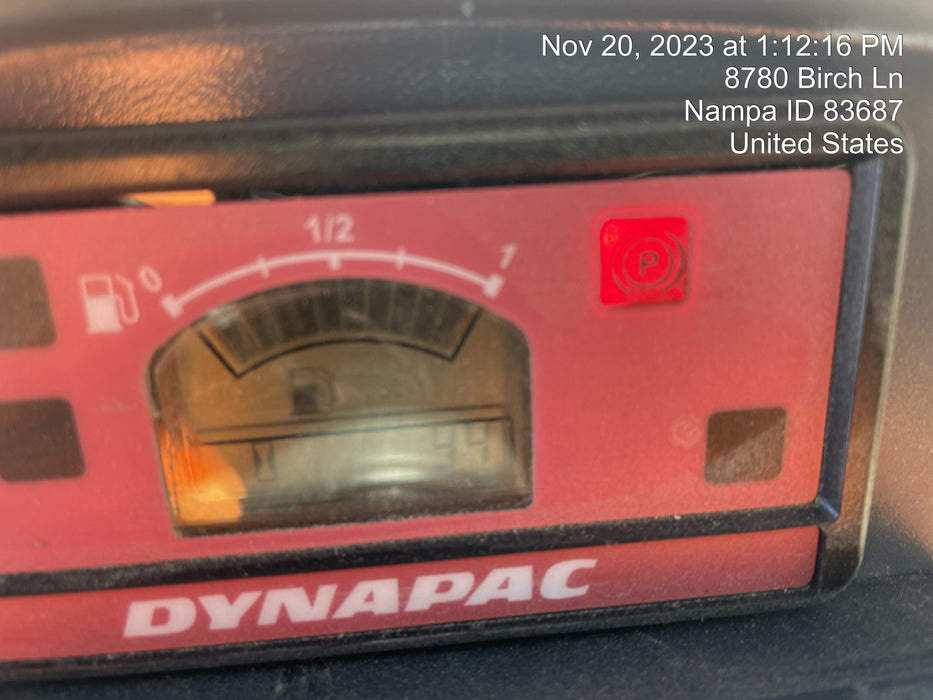 Nov 20, 2023 at 1:12:16 PM
8780 Birch Ln
Nampa ID 83687
United States
1/2
0
1
P
94
DYNAPAC